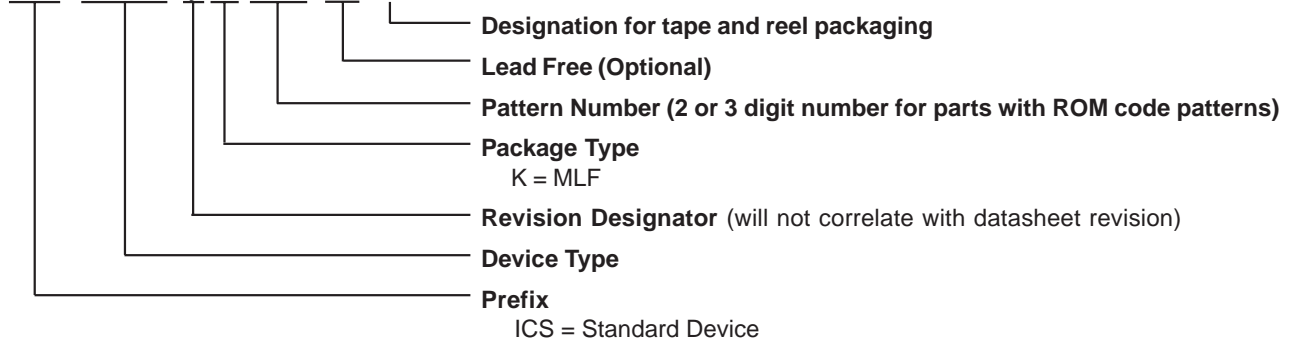 Designation for tape and reel packaging
Lead Free (Optional)
Pattern Number (2 or 3 digit number for parts with ROM code patterns)
Package Type
K = MLF
Revision Designator (will not correlate with datasheet revision)
Device Type
Prefix
ICS = Standard Device